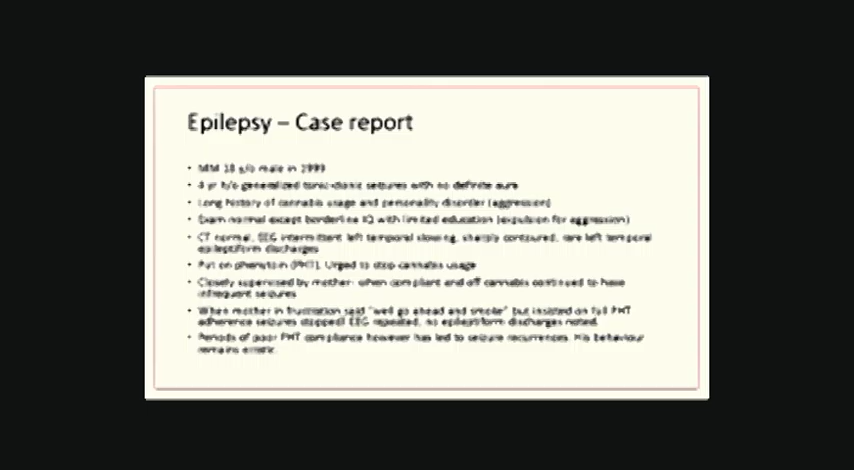 Epilepsy – Case report
• MM 18 y/o male in 1999
• 4 yr h/o generalized tonic-clonic seizures with no definite aura
• Long history of cannabis usage and personality disorder (aggression)
• Exam normal except borderline IQ with limited education (expulsion for aggression)
• CT normal, EEG intermittent left temporal slowing, sharply contoured, rare left temporal
epileptiform discharges
• Put on phenytoin (PHT). Urged to stop cannabis usage
• Closely supervised by mother: when compliant and off cannabis continued to have
infrequent seizures
• When mother in frustration said "well go ahead and smoke" but insisted on full PHT
adherence seizures stopped! EEG repeated, no epileptiform discharges noted.
• Periods of poor PHT compliance however has led to seizure recurrences. His behaviour
remains erratic.